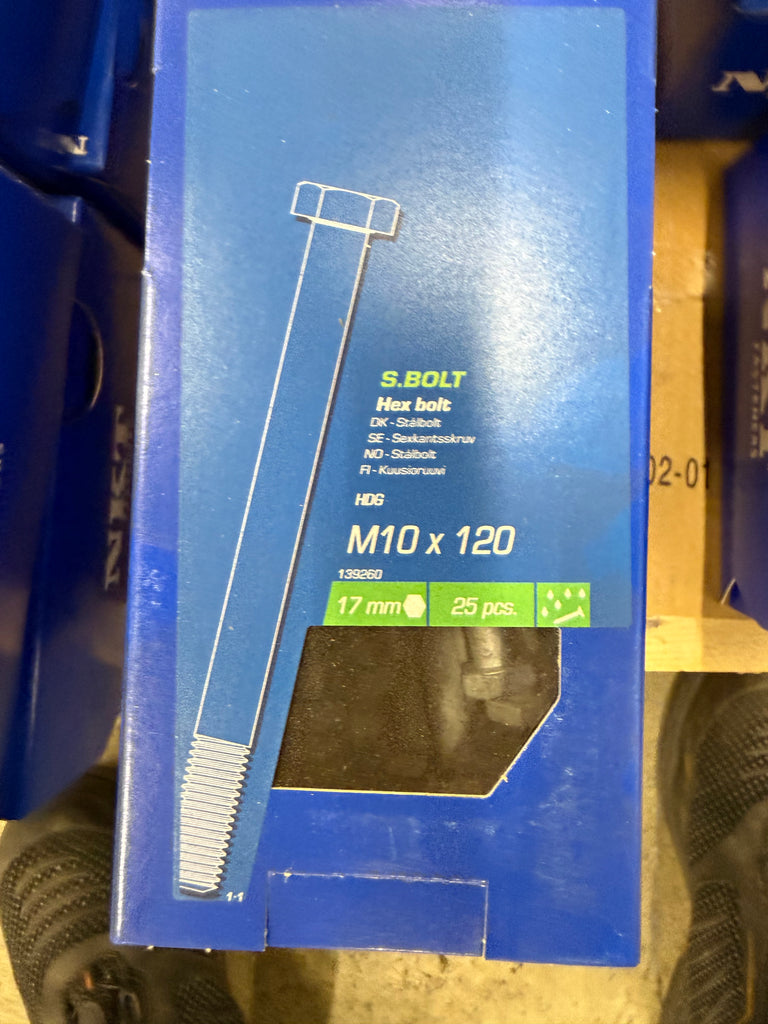 S.BOLT
Hex bolt
DK - Stålbolt
SE - Sexkantsskruv
NO - Stålbolt
FI - Kuusioruuvi
HDG
M10 x 120
139260
17 mm
25 pcs.
1-1
02-01